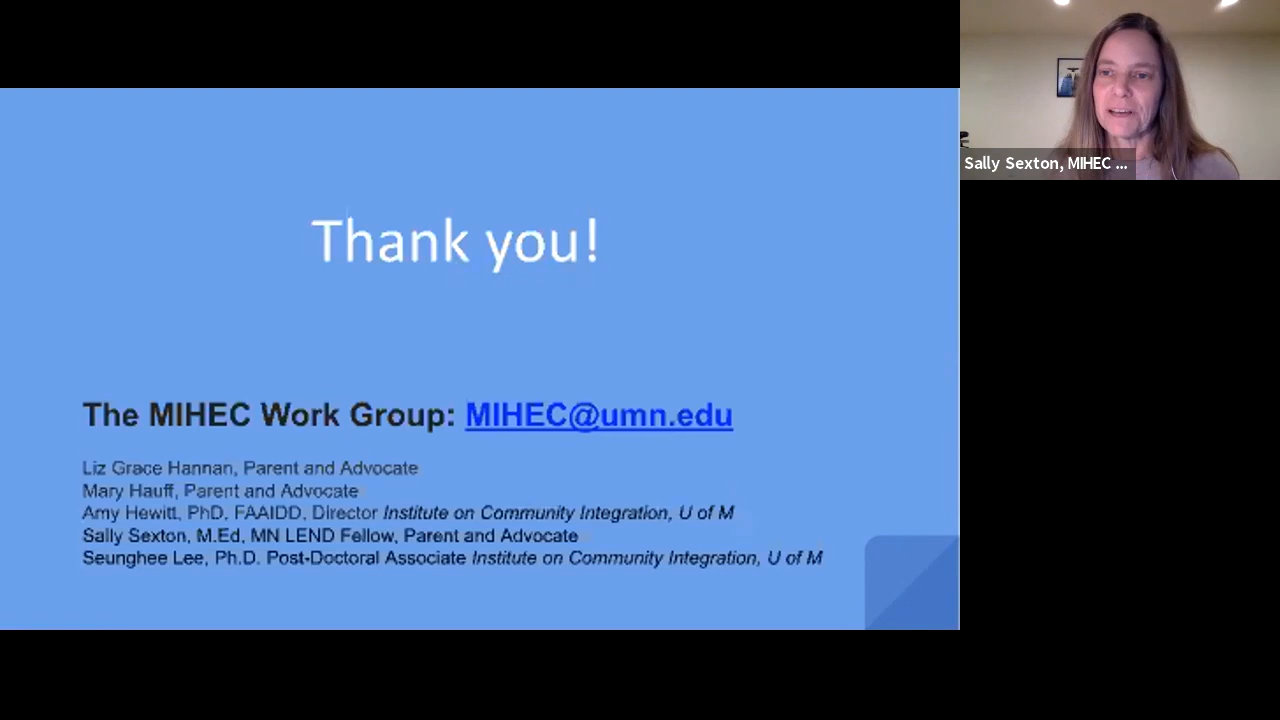 Thank you!
The MIHEC Work Group: MIHEC@umn.edu
Liz Grace Hannan, Parent and Advocate
Mary Hauff, Parent and Advocate
Amy Hewitt, PhD, FAAIDD, Director Institute on Community Integration, U of M
Sally Sexton, M.Ed, MN LEND Fellow, Parent and Advocate
Seunghee Lee, Ph.D. Post-Doctoral Associate Institute on Community Integration, U of M
Sally Sexton, MIHEC ...